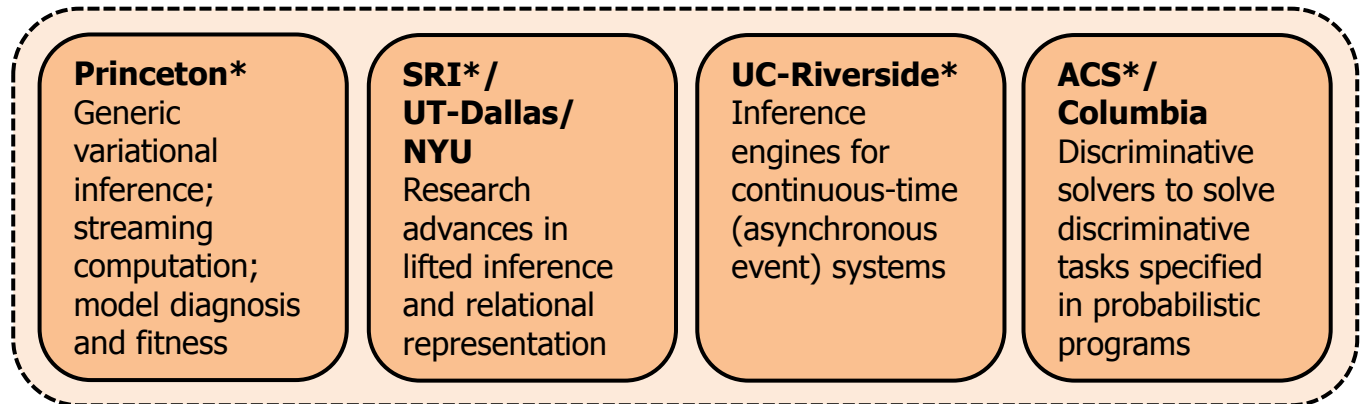 Princeton*
Generic
variational
inference;
streaming
computation;
model diagnosis
and fitness
SRI*/
UT-Dallas/
NYU
Research
advances in
lifted inference
and relational
representation
UC-Riverside*
Inference
engines for
continuous-time
(asynchronous
event) systems
ACS*/
Columbia
Discriminative
solvers to solve
discriminative
tasks specified
in probabilistic
programs